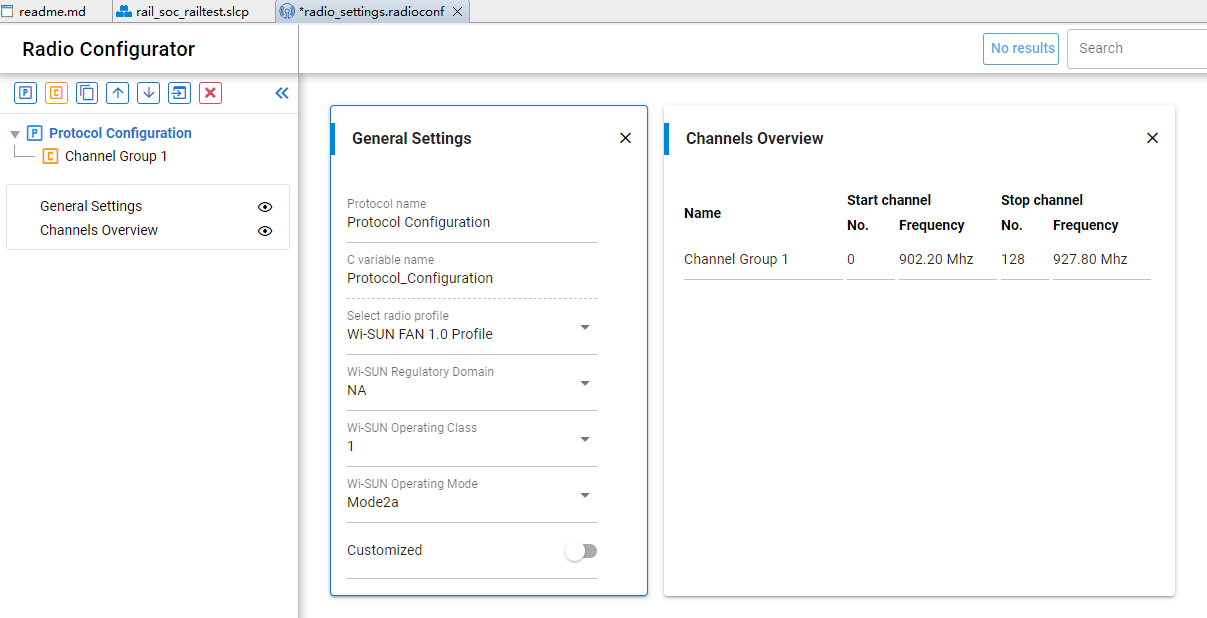 readme.md
rail_soc_railtest.slcp
*radio_settings.radioconf
Radio Configurator
No results
Search
P
C
P Protocol Configuration
C Channel Group 1
General Settings
Channels Overview
General Settings
Protocol name
Protocol Configuration
C variable name
Protocol_Configuration
Select radio profile
Wi-SUN FAN 1.0 Profile
Wi-SUN Regulatory Domain
NA
Wi-SUN Operating Class
1
Wi-SUN Operating Mode
Mode2a
Customized
Channels Overview
Start channel Stop channel
Name
No. Frequency No. Frequency
Channel Group 1 0 902.20 Mhz 128 927.80 Mhz